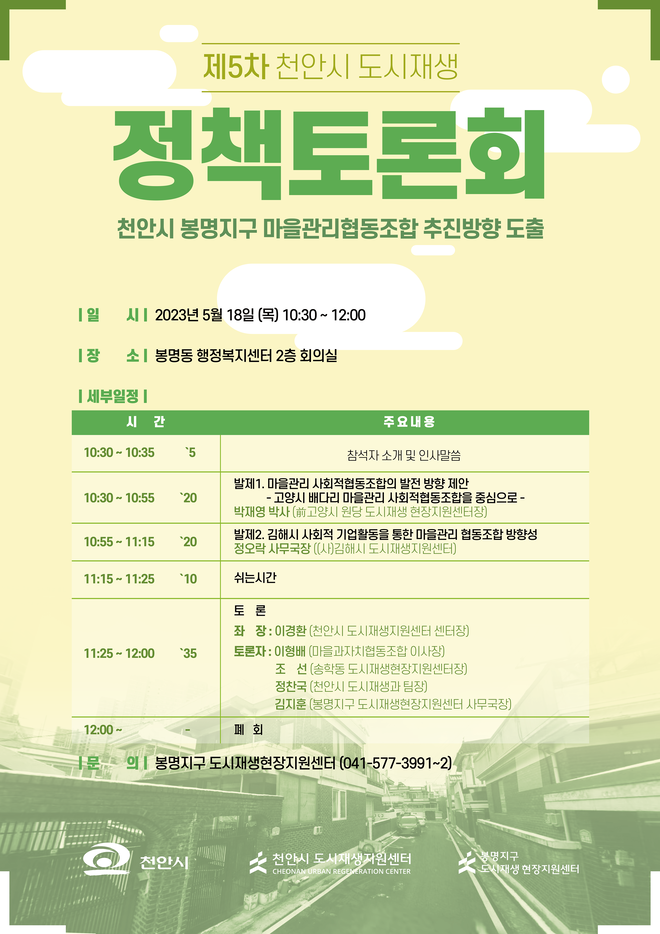 제5차 천안시 도시재생
정책토론회
천안시 봉명지구 마을관리협동조합 추진방향 도출
| 일 시 | 2023년 5월 18일 (목) 10:30 ~ 12:00
| 장 소 | 봉명동 행정복지센터 2층 회의실
| 세부일정 |
시 간 주요내용
10:30 ~ 10:35 `5 참석자 소개 및 인사말씀
발제1. 마을관리 사회적협동조합의 발전 방향 제안
10:30 ~ 10:55 `20 - 고양시 배다리 마을관리 사회적협동조합을 중심으로 -
박재영 박사 (前고양시 원당 도시재생 현장지원센터장)
10:55 ~ 11:15 `20 발제2. 김해시 사회적 기업활동을 통한 마을관리 협동조합 방향성
정오락 사무국장 ((사)김해시 도시재생지원센터)
11:15 ~ 11:25 `10 쉬는시간
토 론
좌 장 : 이경환 (천안시 도시재생지원센터 센터장)
11:25 ~ 12:00 `35 토론자 : 이형배 (마을과자치협동조합 이사장)
조 선 (송학동 도시재생현장지원센터장)
정찬국 (천안시 도시재생과 팀장)
김지훈 (봉명지구 도시재생현장지원센터 사무국장)
12:00 ~ - 폐 회
| 문 의 | 봉명지구 도시재생현장지원센터 (041-577-3991~2)
천안시
천안시 도시재생지원센터
CHEONAN URBAN REGENERATION CENTER
봉명지구
도시재생 현장지원센터